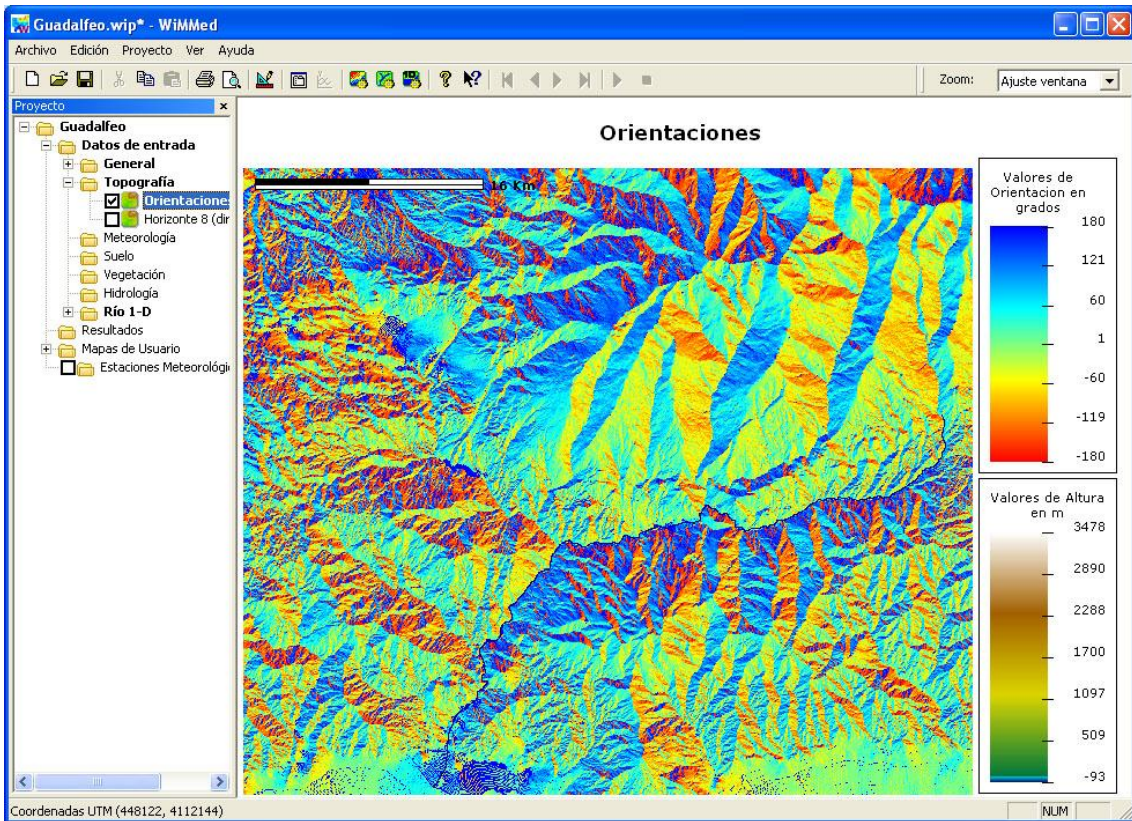 Guadalfeo.wip* - WiMMed
Archivo Edición Proyecto Ver Ayuda
Zoom: Ajuste ventana
Proyecto
Guadalfeo
Datos de entrada
General
Topografía
Orientaciones
Horizonte 8 (dir
Meteorología
Suelo
Vegetación
Hidrología
Río 1-D
Resultados
Mapas de Usuario
Estaciones Meteorológi
Orientaciones
16 Km
Valores de
Orientacion en
grados
180
121
60
1
-60
-119
-180
Valores de Altura
en m
3478
2890
2288
1700
1097
509
-93
Coordenadas UTM (448122, 4112144)
NUM